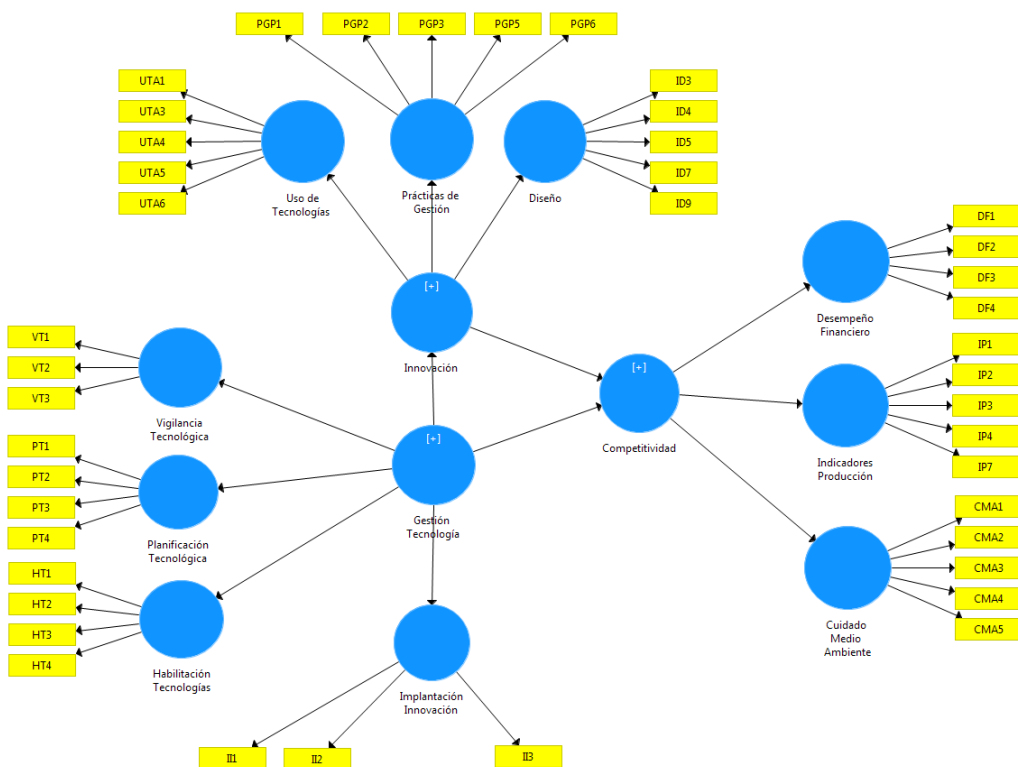 PGP1
PGP2
PGP3
PGP5
PGP6
UTA1
UTA3
UTA4
UTA5
UTA6
Uso de
Tecnologías
Prácticas de
Gestión
Diseño
ID3
ID4
ID5
ID7
ID9
[+]
Innovación
DF1
DF2
DF3
DF4
Desempeño
Financiero
VT1
VT2
VT3
Vigilancia
Tecnológica
[+]
Competitividad
IP1
IP2
IP3
IP4
IP7
Indicadores
Producción
PT1
PT2
PT3
PT4
Planificación
Tecnológica
[+]
Gestión
Tecnología
CMA1
CMA2
CMA3
CMA4
CMA5
Cuidado
Medio
Ambiente
HT1
HT2
HT3
HT4
Habilitación
Tecnologías
Implantación
Innovación
II1
II2
II3